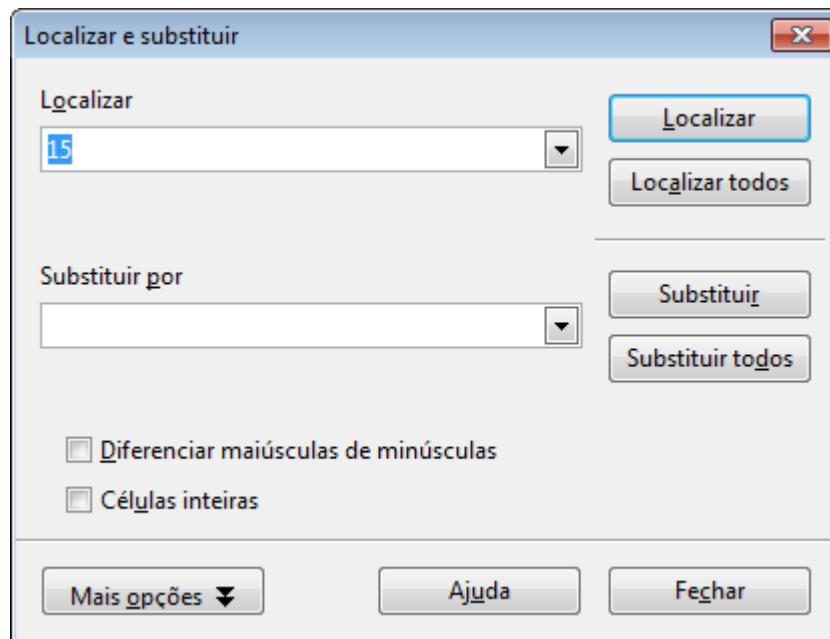 Localizar e substituir
Localizar
15
Localizar
Localizar todos
Substituir por
Substituir
Substituir todos
Diferenciar maiúsculas de minúsculas
Células inteiras
Mais opções
Ajuda
Fechar